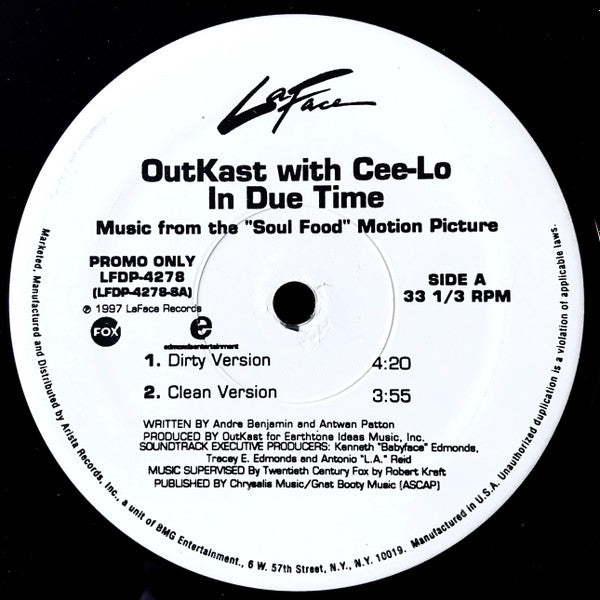 LaFace
OutKast with Cee-Lo
In Due Time
Music from the "Soul Food" Motion Picture
PROMO ONLY
LFDP-4278
(LFDP-4278-SA)
℗ 1997 LaFace Records
SIDE A
33 1/3 RPM
FOX
e
edmondsentertainment
1. Dirty Version 4:20
2. Clean Version 3:55
WRITTEN BY Andre Benjamin and Antwan Patton
PRODUCED BY OutKast for Earthtone Ideas Music, Inc.
SOUNDTRACK EXECUTIVE PRODUCERS: Kenneth "Babyface" Edmonds,
Tracey E. Edmonds and Antonio "L.A." Reid
MUSIC SUPERVISED By Twentieth Century Fox by Robert Kraft
PUBLISHED BY Chrysalis Music/Gnat Booty Music (ASCAP)
Marketed, Manufactured and Distributed by Arista Records, Inc., a unit of BMG Entertainment., 6 W. 57th Street, N.Y., N.Y. 10019. Manufactured in U.S.A. Unauthorized duplication is a violation of applicable laws.